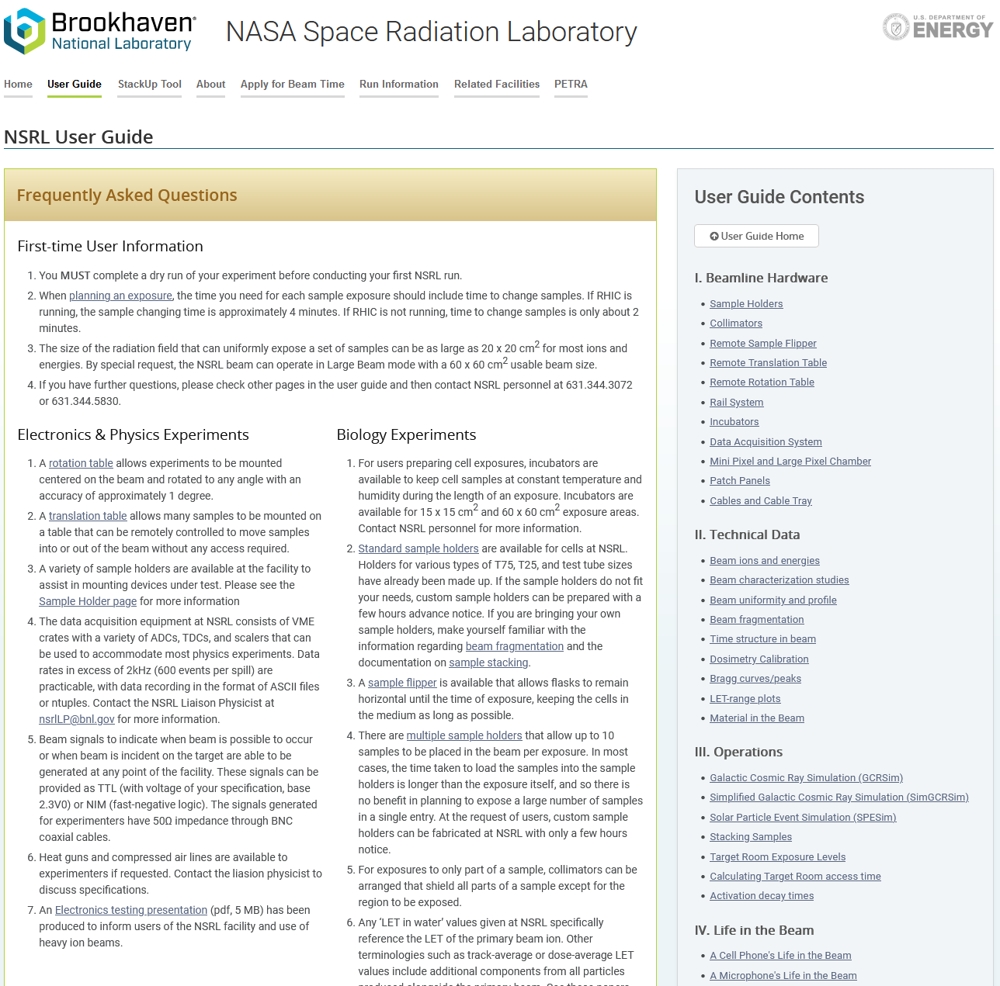 Brookhaven®
National Laboratory
NASA Space Radiation Laboratory
U.S. DEPARTMENT OF
ENERGY
Home User Guide StackUp Tool About Apply for Beam Time Run Information Related Facilities PETRA
NSRL User Guide
Frequently Asked Questions
First-time User Information
1. You MUST complete a dry run of your experiment before conducting your first NSRL run.
2. When planning an exposure, the time you need for each sample exposure should include time to change samples. If RHIC is
running, the sample changing time is approximately 4 minutes. If RHIC is not running, time to change samples is only about 2
minutes.
3. The size of the radiation field that can uniformly expose a set of samples can be as large as 20 x 20 cm2 for most ions and
energies. By special request, the NSRL beam can operate in Large Beam mode with a 60 x 60 cm2 usable beam size.
4. If you have further questions, please check other pages in the user guide and then contact NSRL personnel at 631.344.3072
or 631.344.5830.
Electronics & Physics Experiments
1. A rotation table allows experiments to be mounted
centered on the beam and rotated to any angle with an
accuracy of approximately 1 degree.
2. A translation table allows many samples to be mounted on
a table that can be remotely controlled to move samples
into or out of the beam without any access required.
3. A variety of sample holders are available at the facility to
assist in mounting devices under test. Please see the
Sample Holder page for more information
4. The data acquisition equipment at NSRL consists of VME
crates with a variety of ADCs, TDCs, and scalers that can
be used to accommodate most physics experiments. Data
rates in excess of 2kHz (600 events per spill) are
practicable, with data recording in the format of ASCII files
or ntuples. Contact the NSRL Liaison Physicist at
nsrlLP@bnl.gov for more information.
5. Beam signals to indicate when beam is possible to occur
or when beam is incident on the target are able to be
generated at any point of the facility. These signals can be
provided as TTL (with voltage of your specification, base
2.3V0) or NIM (fast-negative logic). The signals generated
for experimenters have 50Ω impedance through BNC
coaxial cables.
6. Heat guns and compressed air lines are available to
experimenters if requested. Contact the liasion physicist to
discuss specifications.
7. An Electronics testing presentation (pdf, 5 MB) has been
produced to inform users of the NSRL facility and use of
heavy ion beams.
Biology Experiments
1. For users preparing cell exposures, incubators are
available to keep cell samples at constant temperature and
humidity during the length of an exposure. Incubators are
available for 15 x 15 cm2 and 60 x 60 cm2 exposure areas.
Contact NSRL personnel for more information.
2. Standard sample holders are available for cells at NSRL.
Holders for various types of T75, T25, and test tube sizes
have already been made up. If the sample holders do not fit
your needs, custom sample holders can be prepared with a
few hours advance notice. If you are bringing your own
sample holders, make yourself familiar with the
information regarding beam fragmentation and the
documentation on sample stacking.
3. A sample flipper is available that allows flasks to remain
horizontal until the time of exposure, keeping the cells in
the medium as long as possible.
4. There are multiple sample holders that allow up to 10
samples to be placed in the beam per exposure. In most
cases, the time taken to load the samples into the sample
holders is longer than the exposure itself, and so there is
no benefit in planning to expose a large number of samples
in a single entry. At the request of users, custom sample
holders can be fabricated at NSRL with only a few hours
notice.
5. For exposures to only part of a sample, collimators can be
arranged that shield all parts of a sample except for the
region to be exposed.
6. Any ‘LET in water’ values given at NSRL specifically
reference the LET of the primary beam ion. Other
terminologies such as track-average or dose-average LET
values include additional components from all particles
User Guide Contents
User Guide Home
I. Beamline Hardware
• Sample Holders
• Collimators
• Remote Sample Flipper
• Remote Translation Table
• Remote Rotation Table
• Rail System
• Incubators
• Data Acquisition System
• Mini Pixel and Large Pixel Chamber
• Patch Panels
• Cables and Cable Tray
II. Technical Data
• Beam ions and energies
• Beam characterization studies
• Beam uniformity and profile
• Beam fragmentation
• Time structure in beam
• Dosimetry Calibration
• Bragg curves/peaks
• LET-range plots
• Material in the Beam
III. Operations
• Galactic Cosmic Ray Simulation (GCRSim)
• Simplified Galactic Cosmic Ray Simulation (SimGCRSim)
• Solar Particle Event Simulation (SPESim)
• Stacking Samples
• Target Room Exposure Levels
• Calculating Target Room access time
• Activation decay times
IV. Life in the Beam
• A Cell Phone's Life in the Beam
• A Microphone's Life in the Beam